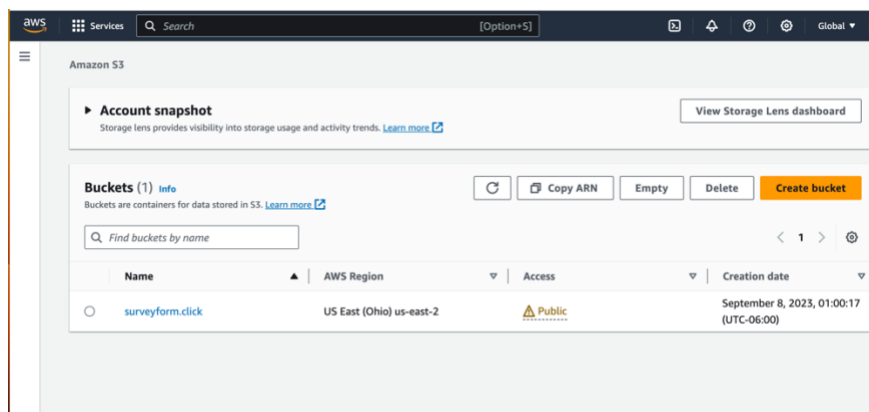 aws Services Search [Option+S] Global
Amazon S3
Account snapshot
Storage lens provides visibility into storage usage and activity trends. Learn more
View Storage Lens dashboard
Buckets (1) Info
Buckets are containers for data stored in S3. Learn more
Copy ARN Empty Delete Create bucket
Find buckets by name
1
Name AWS Region Access Creation date
surveyform.click US East (Ohio) us-east-2 Public September 8, 2023, 01:00:17
(UTC-06:00)